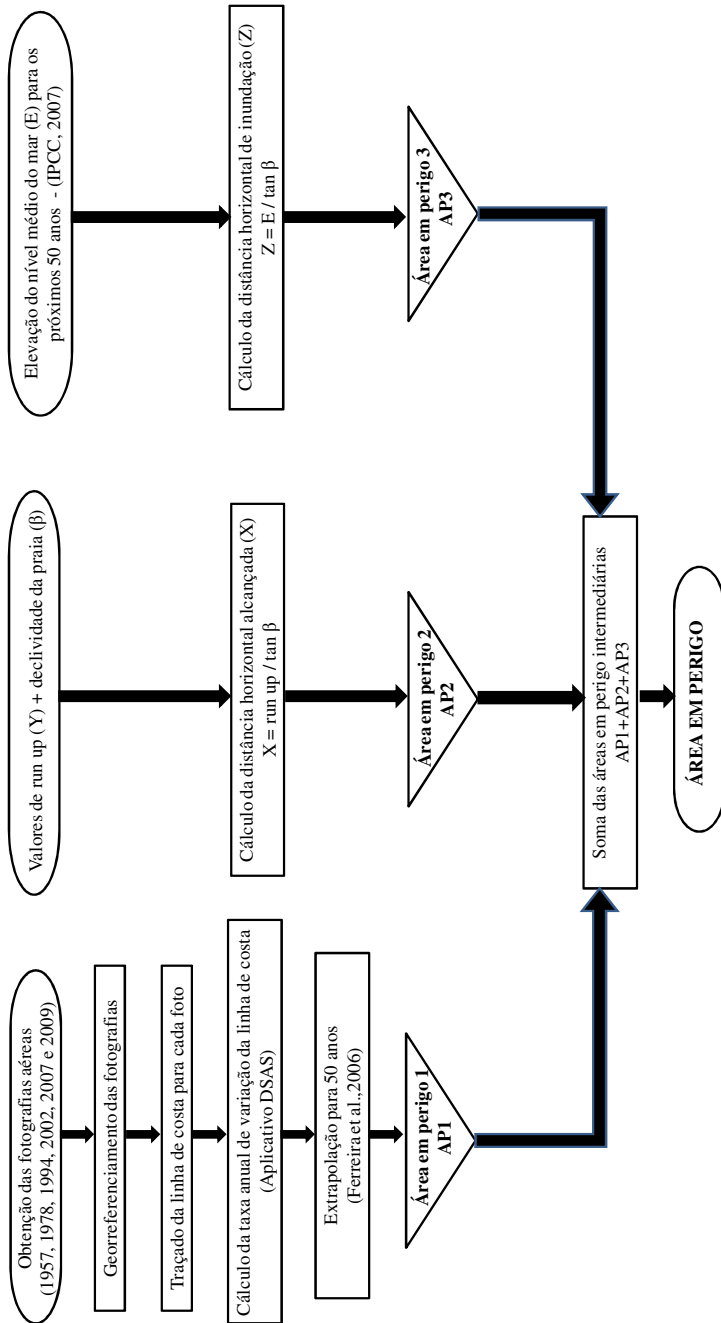 Obtenção das fotografias aéreas
(1957, 1978, 1994, 2002, 2007 e 2009)
Georreferenciamento das fotografias
Traçado da linha de costa para cada foto
Cálculo da taxa anual de variação da linha de costa
(Aplicativo DSAS)
Extrapolação para 50 anos
(Ferreira et al.,2006)
Área em perigo 1
AP1
Valores de run up (Y) + declividade da praia (β)
Cálculo da distância horizontal alcançada (X)
X = run up / tan β
Área em perigo 2
AP2
Elevação do nível médio do mar (E) para os
próximos 50 anos - (IPCC, 2007)
Cálculo da distância horizontal de inundação (Z)
Z = E / tan β
Área em perigo 3
AP3
Soma das áreas em perigo intermediárias
AP1+AP2+AP3
ÁREA EM PERIGO